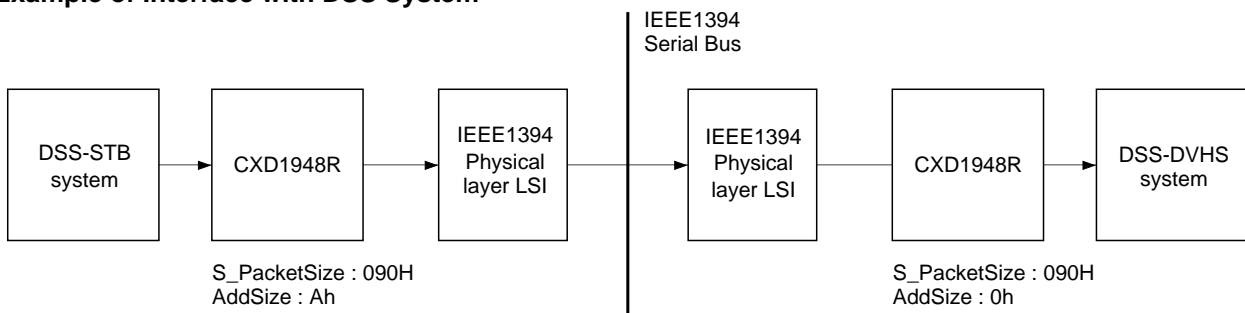 Example of Interface with DSS System
IEEE1394
Serial Bus
DSS-STB
system
CXD1948R
IEEE1394
Physical
layer LSI
IEEE1394
Physical
layer LSI
CXD1948R
DSS-DVHS
system
S_PacketSize : 090H
AddSize : Ah
S_PacketSize : 090H
AddSize : 0h